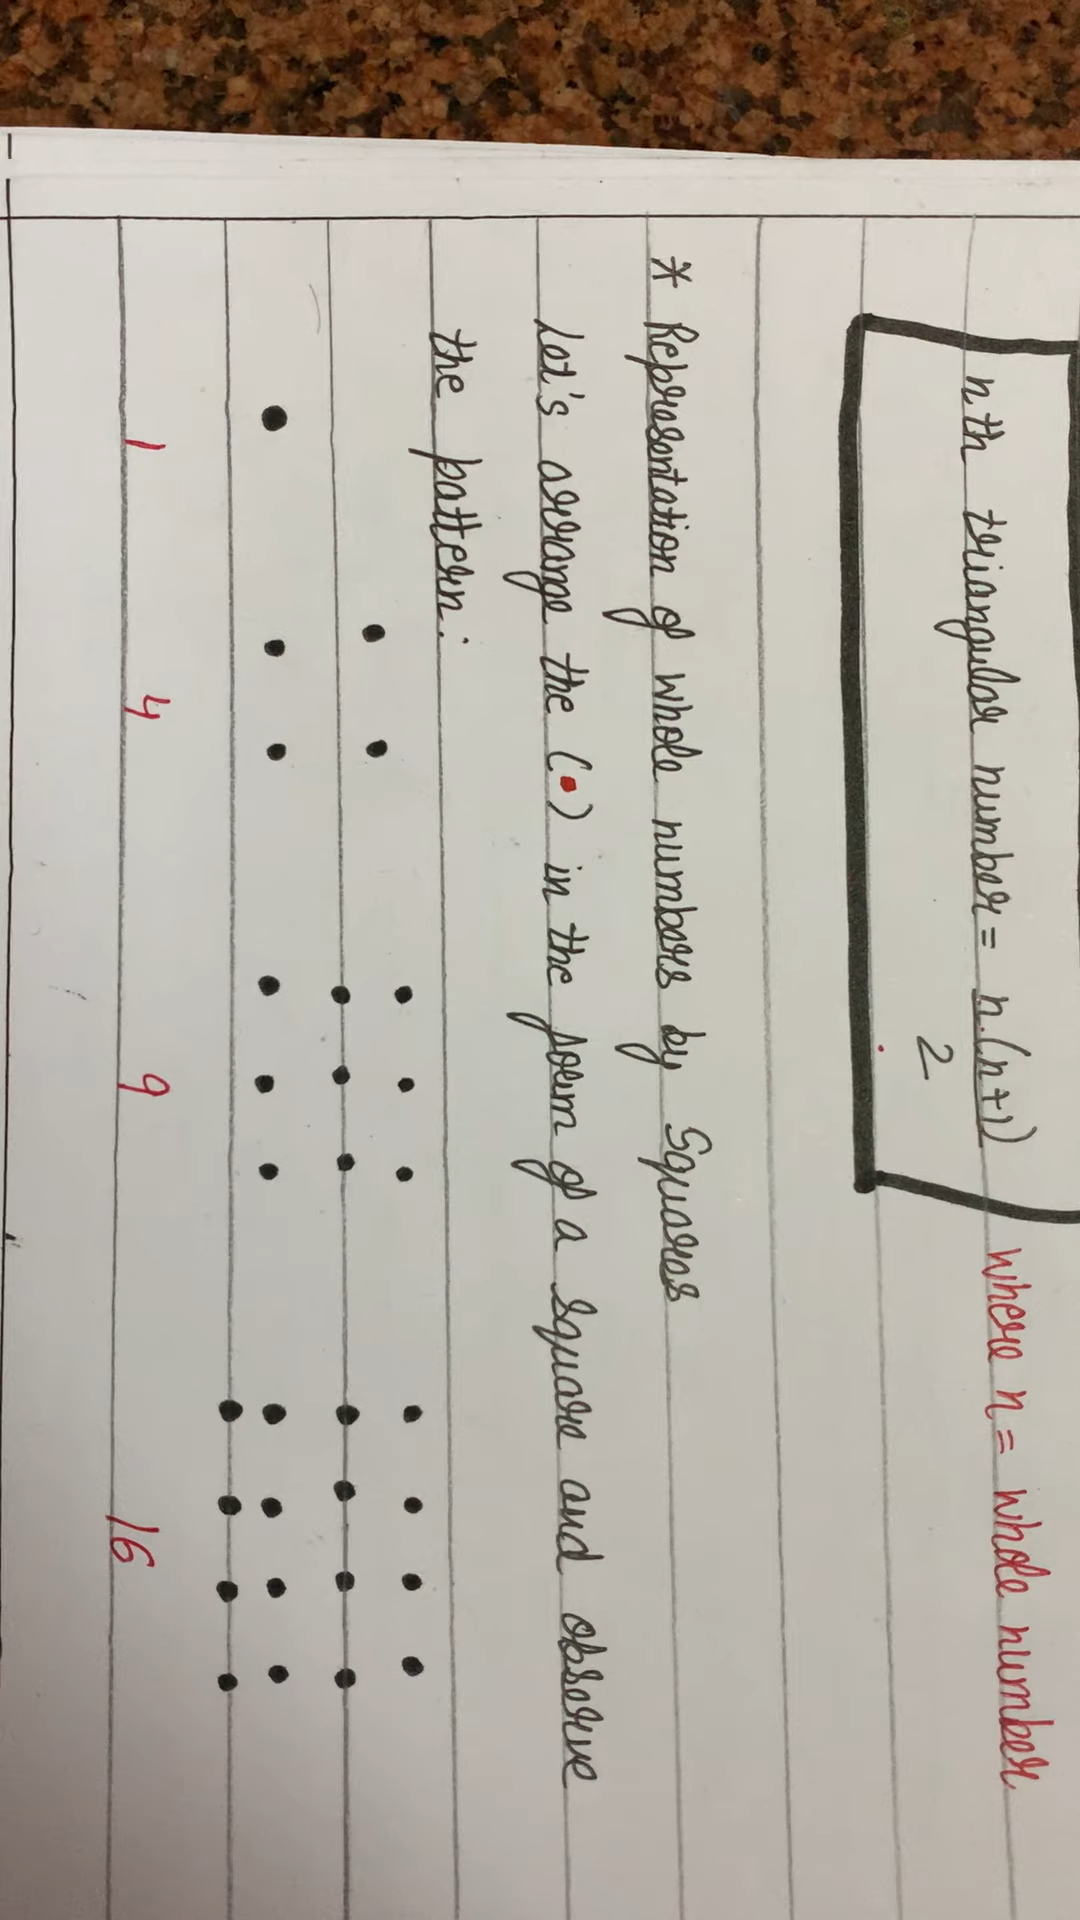 nth triangular number = n.(n+1)/2 where n = whole number
* Representation of whole numbers by Squares
Let's arrange the (•) in the poem of a square and observe
the pattern:
1 4 9 16